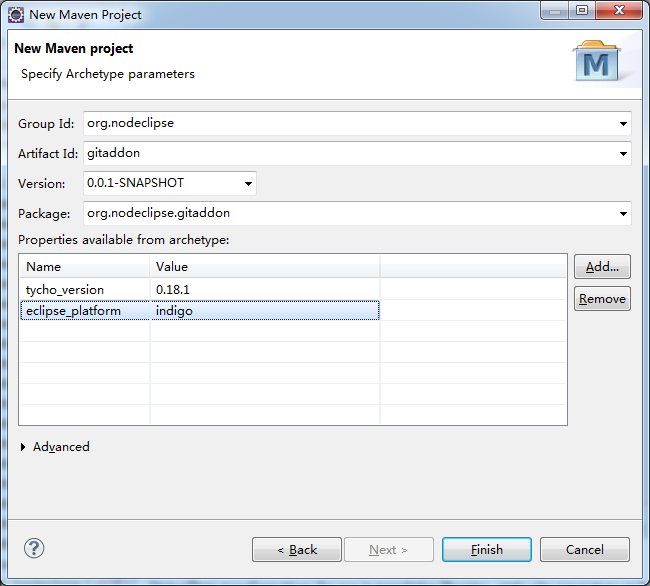 New Maven Project
New Maven project
Specify Archetype parameters
M
Group Id: org.nodeclipse
Artifact Id: gitaddon
Version: 0.0.1-SNAPSHOT
Package: org.nodeclipse.gitaddon
Properties available from archetype:
Name Value Add...
tycho_version 0.18.1
eclipse_platform indigo Remove
Advanced
? < Back Next > Finish Cancel